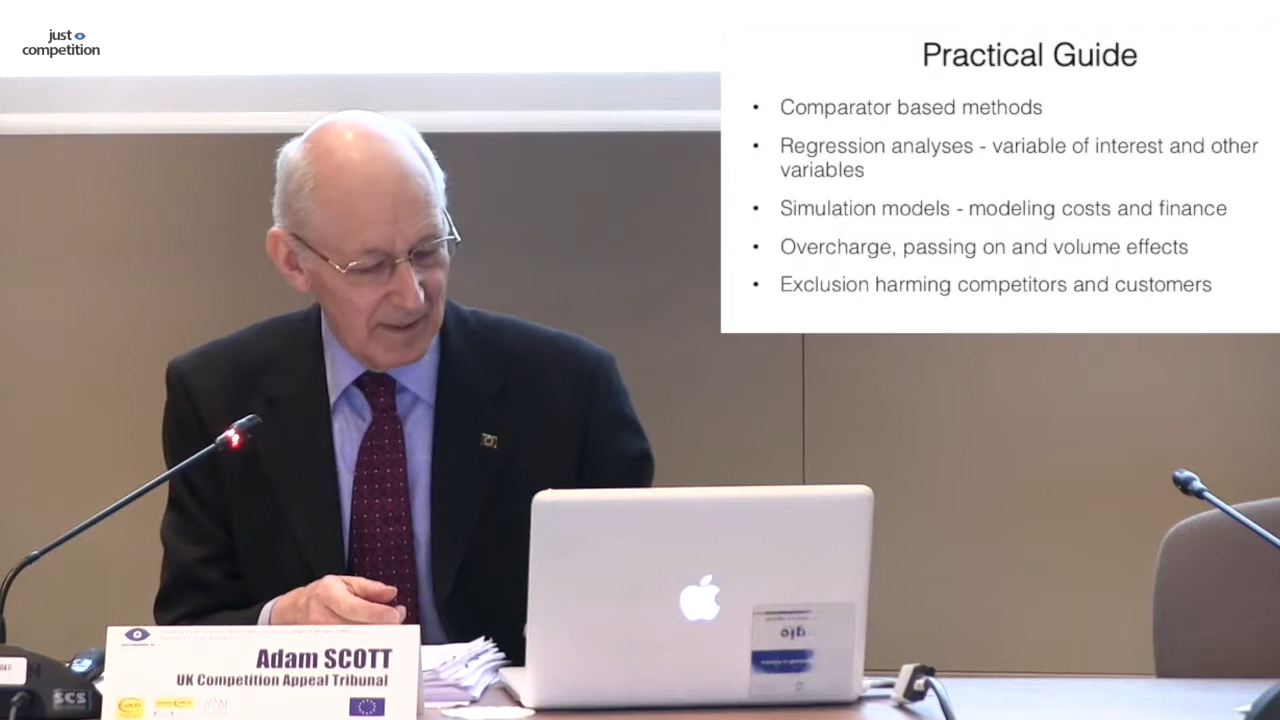 just
competition
Practical Guide
• Comparator based methods
• Regression analyses - variable of interest and other
variables
• Simulation models - modeling costs and finance
• Overcharge, passing on and volume effects
• Exclusion harming competitors and customers
Adam SCOTT
UK Competition Appeal Tribunal
SCS